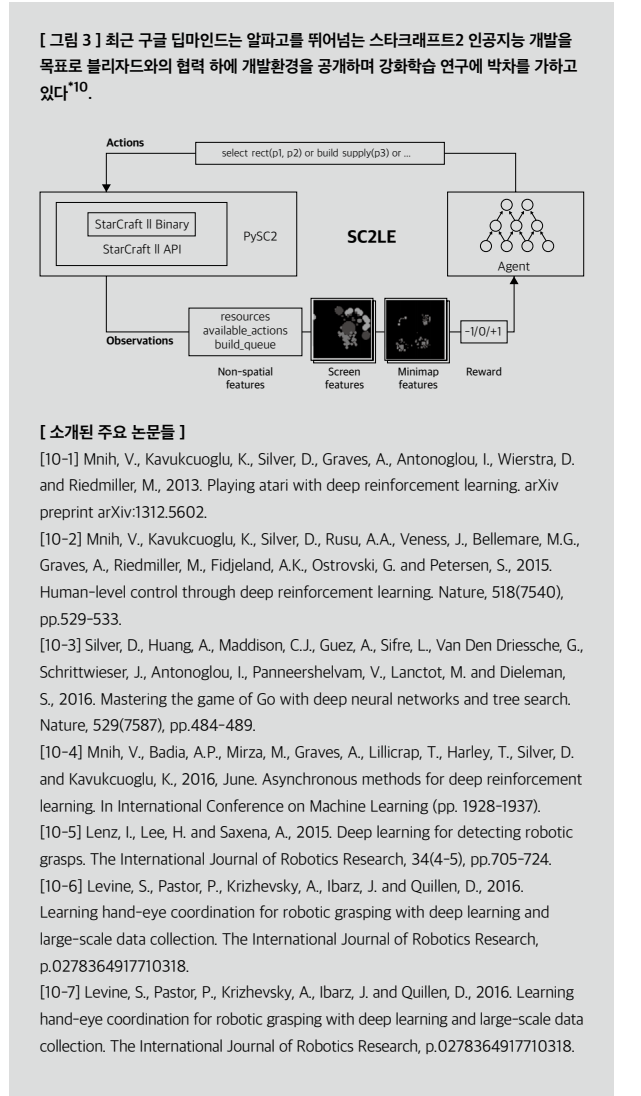 [ 그림 3 ] 최근 구글 딥마인드는 알파고를 뛰어넘는 스타크래프트2 인공지능 개발을
목표로 블리자드와의 협력 하에 개발환경을 공개하며 강화학습 연구에 박차를 가하고
있다*10.
Actions
select rect(p1, p2) or build supply(p3) or ...
StarCraft ll Binary
StarCraft ll API
PySC2
SC2LE
Agent
Observations
resources
available_actions
build_queue
-1/0/+1
Non-spatial
features
Screen
features
Minimap
features
Reward
[ 소개된 주요 논문들 ]
[10-1] Mnih, V., Kavukcuoglu, K., Silver, D., Graves, A., Antonoglou, I., Wierstra, D.
and Riedmiller, M., 2013. Playing atari with deep reinforcement learning. arXiv
preprint arXiv:1312.5602.
[10-2] Mnih, V., Kavukcuoglu, K., Silver, D., Rusu, A.A., Veness, J., Bellemare, M.G.,
Graves, A., Riedmiller, M., Fidjeland, A.K., Ostrovski, G. and Petersen, S., 2015.
Human-level control through deep reinforcement learning. Nature, 518(7540),
pp.529-533.
[10-3] Silver, D., Huang, A., Maddison, C.J., Guez, A., Sifre, L., Van Den Driessche, G.,
Schrittwieser, J., Antonoglou, I., Panneershelvam, V., Lanctot, M. and Dieleman,
S., 2016. Mastering the game of Go with deep neural networks and tree search.
Nature, 529(7587), pp.484-489.
[10-4] Mnih, V., Badia, A.P., Mirza, M., Graves, A., Lillicrap, T., Harley, T., Silver, D.
and Kavukcuoglu, K., 2016, June. Asynchronous methods for deep reinforcement
learning. In International Conference on Machine Learning (pp. 1928-1937).
[10-5] Lenz, I., Lee, H. and Saxena, A., 2015. Deep learning for detecting robotic
grasps. The International Journal of Robotics Research, 34(4-5), pp.705-724.
[10-6] Levine, S., Pastor, P., Krizhevsky, A., Ibarz, J. and Quillen, D., 2016.
Learning hand-eye coordination for robotic grasping with deep learning and
large-scale data collection. The International Journal of Robotics Research,
p.0278364917710318.
[10-7] Levine, S., Pastor, P., Krizhevsky, A., Ibarz, J. and Quillen, D., 2016. Learning
hand-eye coordination for robotic grasping with deep learning and large-scale data
collection. The International Journal of Robotics Research, p.0278364917710318.